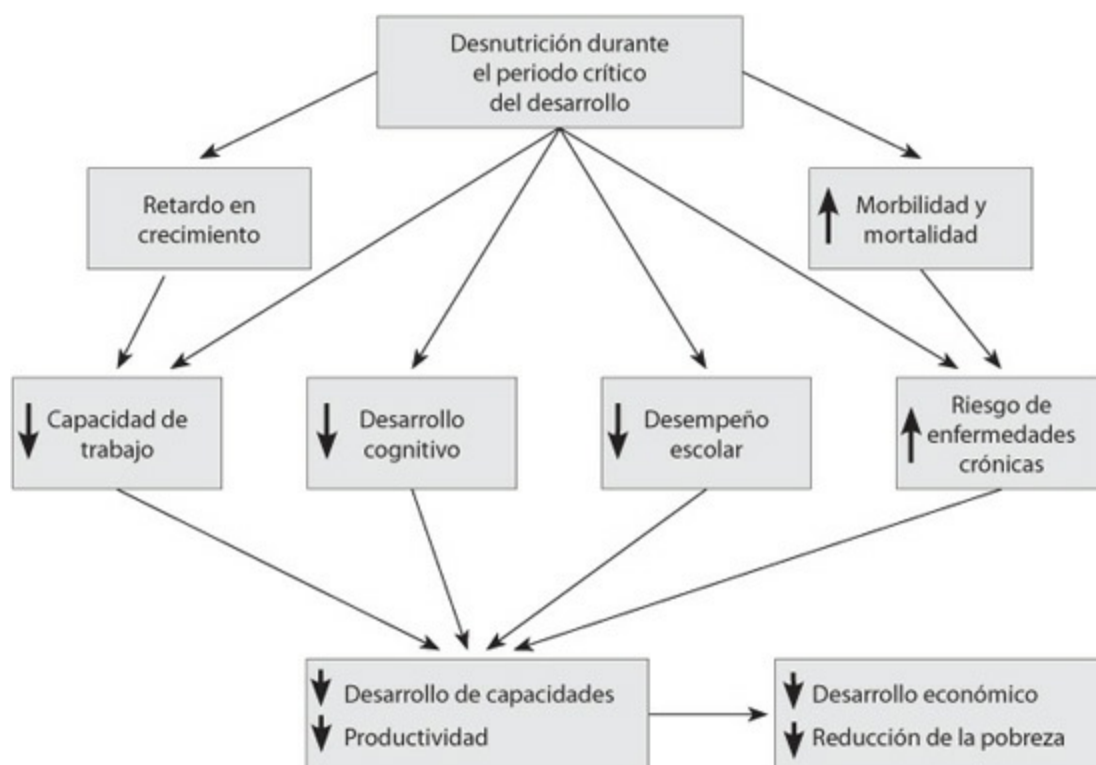 Desnutrición durante
el periodo crítico
del desarrollo
Retardo en
crecimiento
Morbilidad y
mortalidad
Capacidad de
trabajo
Desarrollo
cognitivo
Desempeño
escolar
Riesgo de
enfermedades
crónicas
Desarrollo de capacidades
Productividad
Desarrollo económico
Reducción de la pobreza